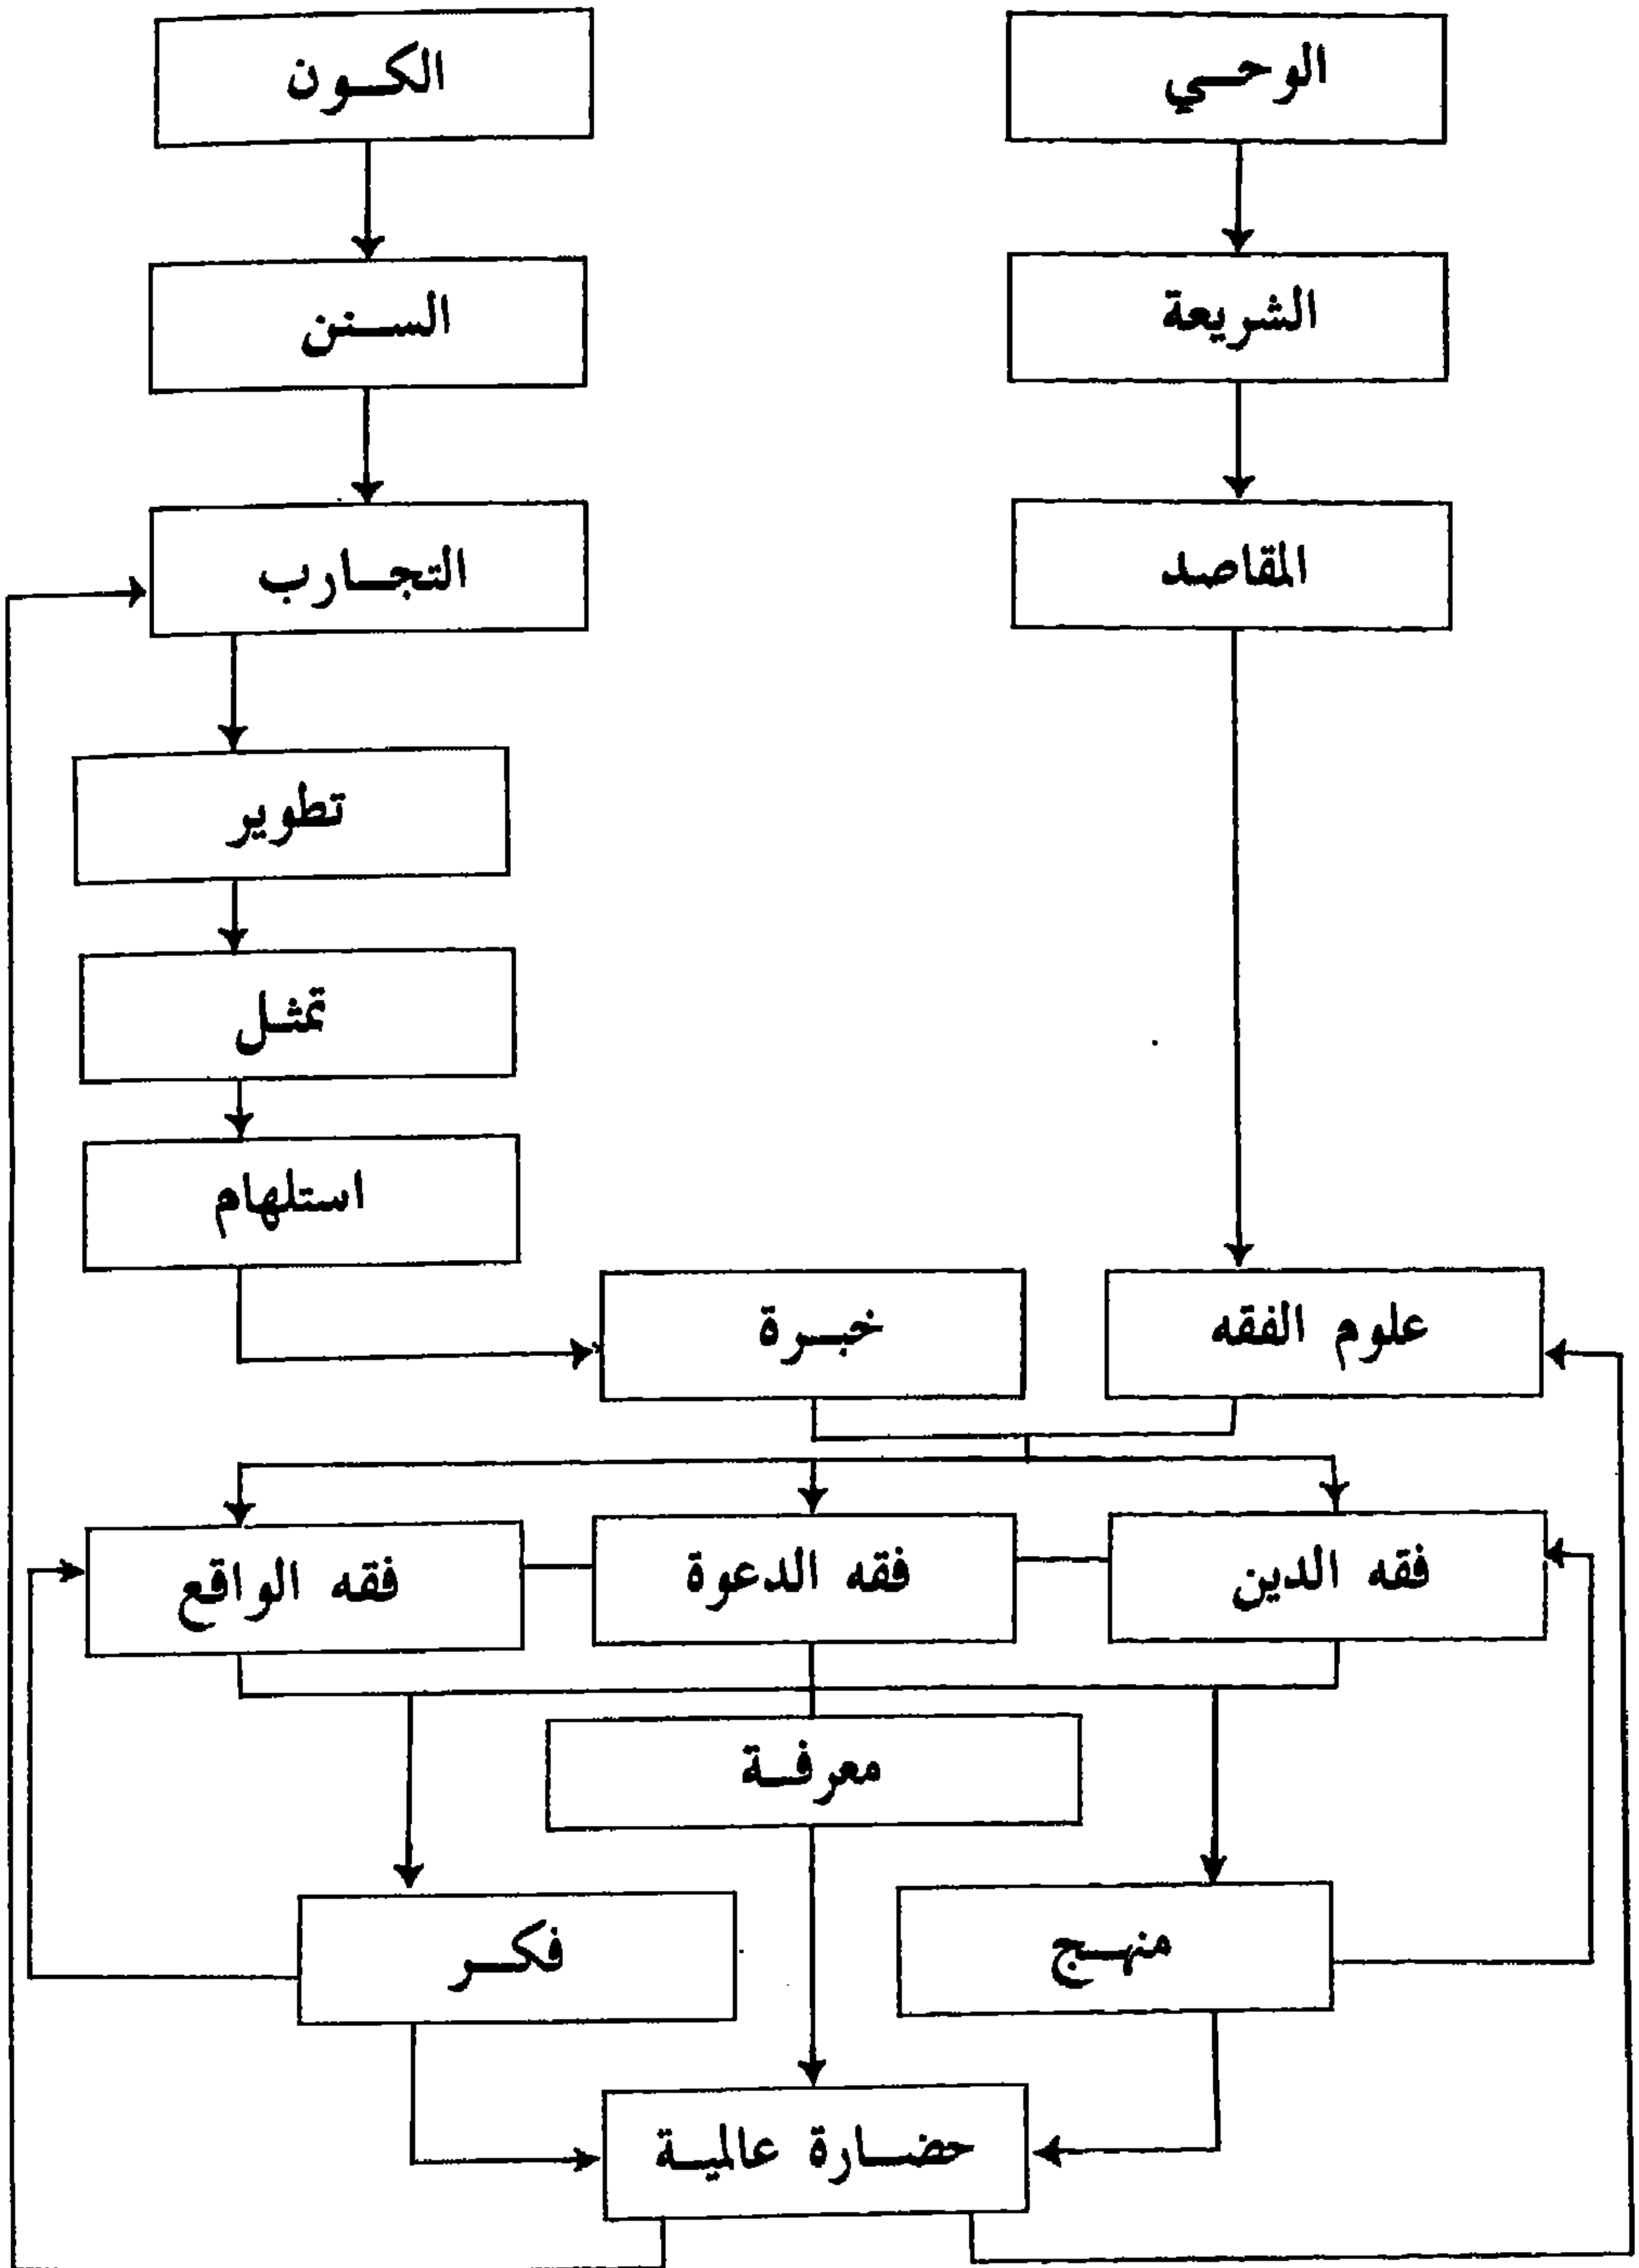 الوحي
الكون
الشريعة
السنن
المقاصد
التجارب
تطوير
تمثل
استلهام
علوم الفقه
خبرة
فقه الدين
فقه الدعوة
فقه الواقع
معرفة
منهج
فكر
حضارة عالمية